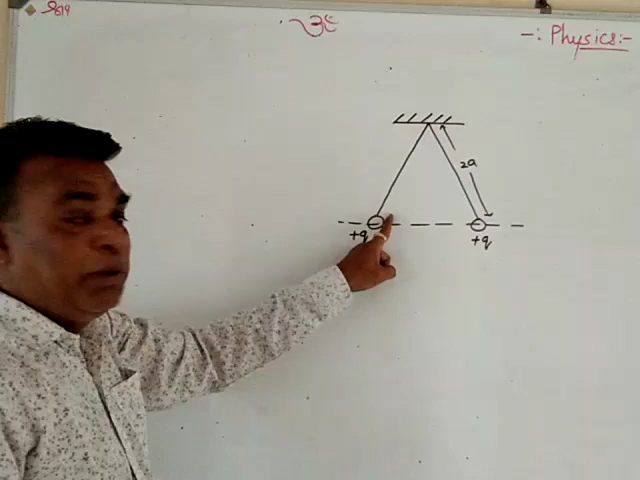 ૐ
-: Physics:-
2a
+q
+q